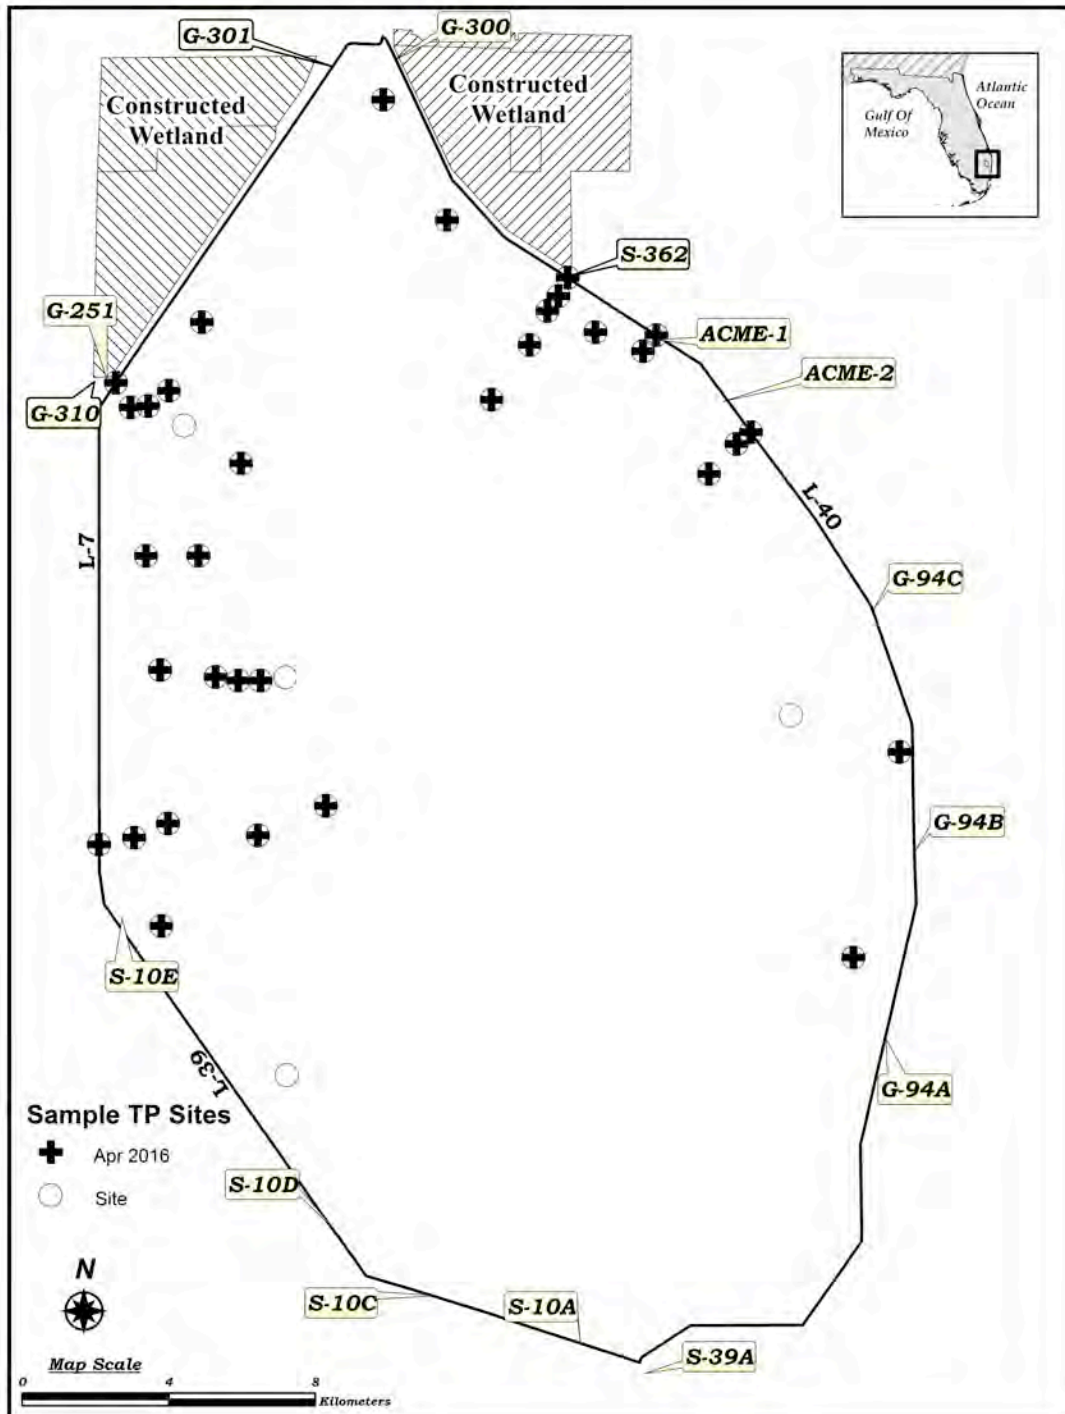 G-301
G-300
Constructed
Wetland
Constructed
Wetland
Atlantic
Ocean
Gulf Of
Mexico
S-362
G-251
ACME-1
ACME-2
G-310
L-40
L-7
G-94C
G-94B
S-10E
L-39
G-94A
Sample TP Sites
Apr 2016
Site
S-10D
N
S-10C
S-10A
S-39A
Map Scale
0 4 8
Kilometers